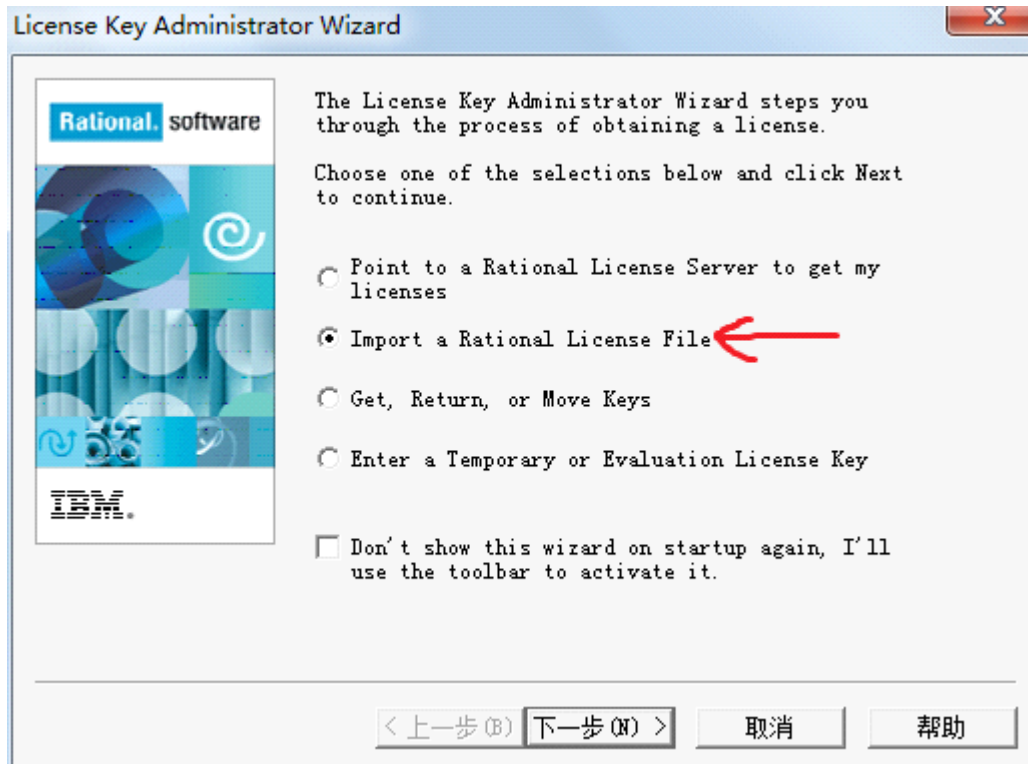 License Key Administrator Wizard
X
Rational. software
The License Key Administrator Wizard steps you
through the process of obtaining a license.
Choose one of the selections below and click Next
to continue.
Point to a Rational License Server to get my
licenses
Import a Rational License File
Get, Return, or Move Keys
Enter a Temporary or Evaluation License Key
IBM.
Don't show this wizard on startup again, I'll
use the toolbar to activate it.
< 上一步(B) 下一步(N) > 取消 帮助